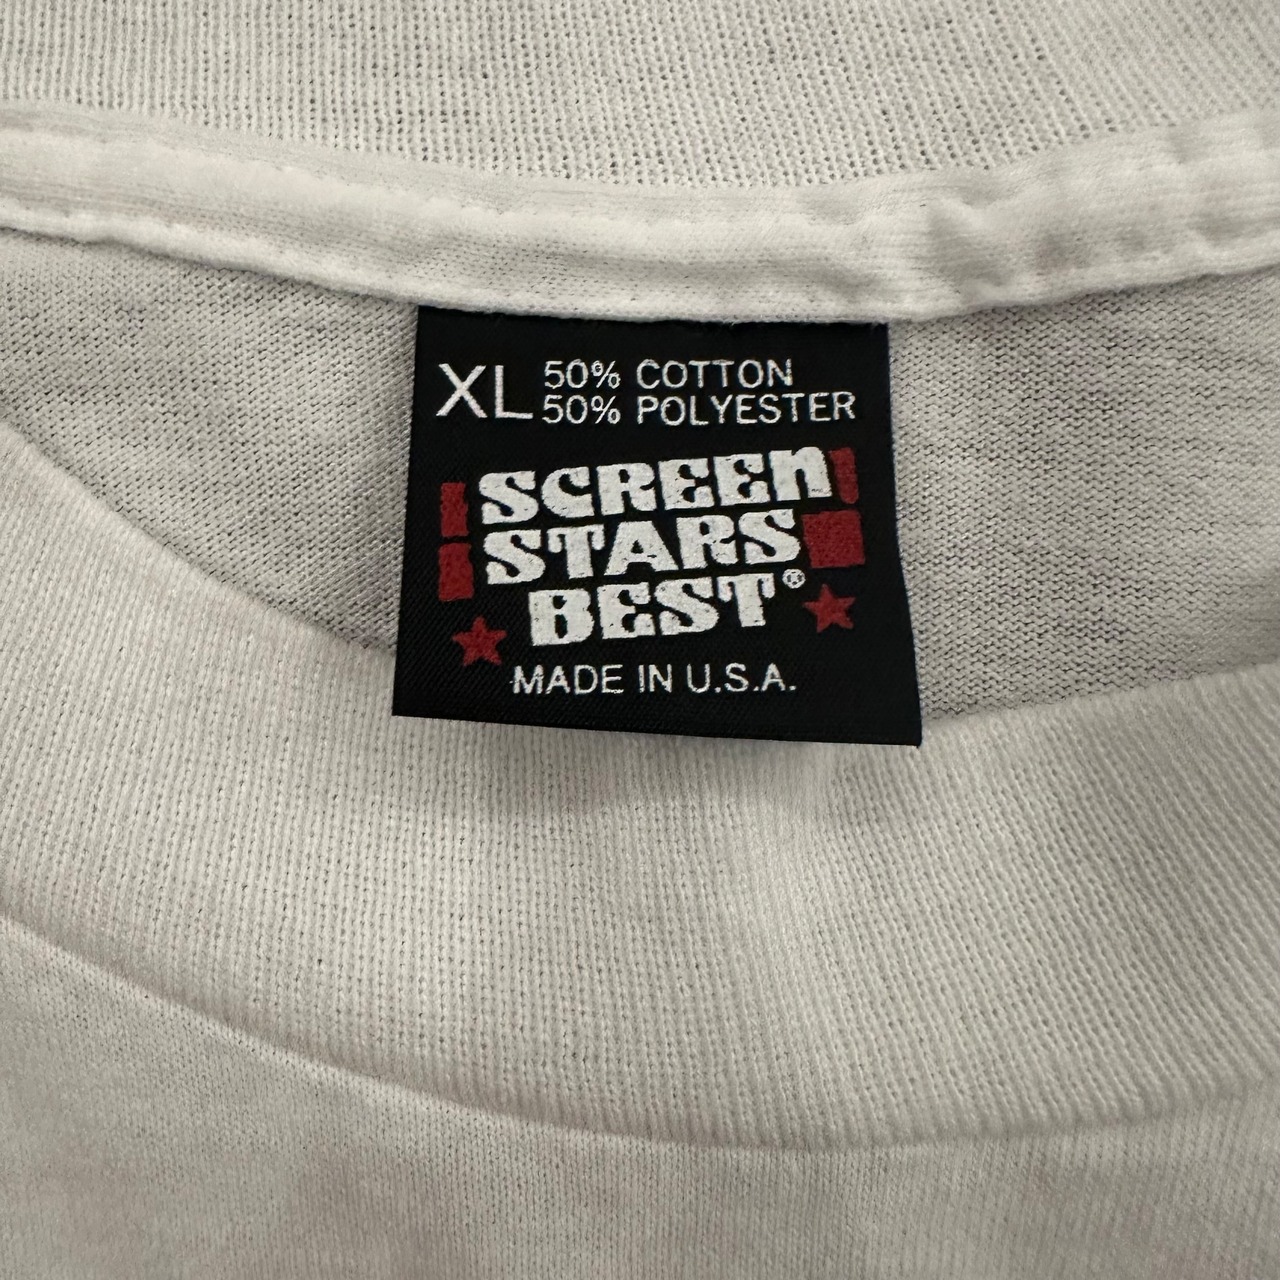 XL 50% COTTON
50% POLYESTER
SCREEN
STARS
BEST®
MADE IN U.S.A.